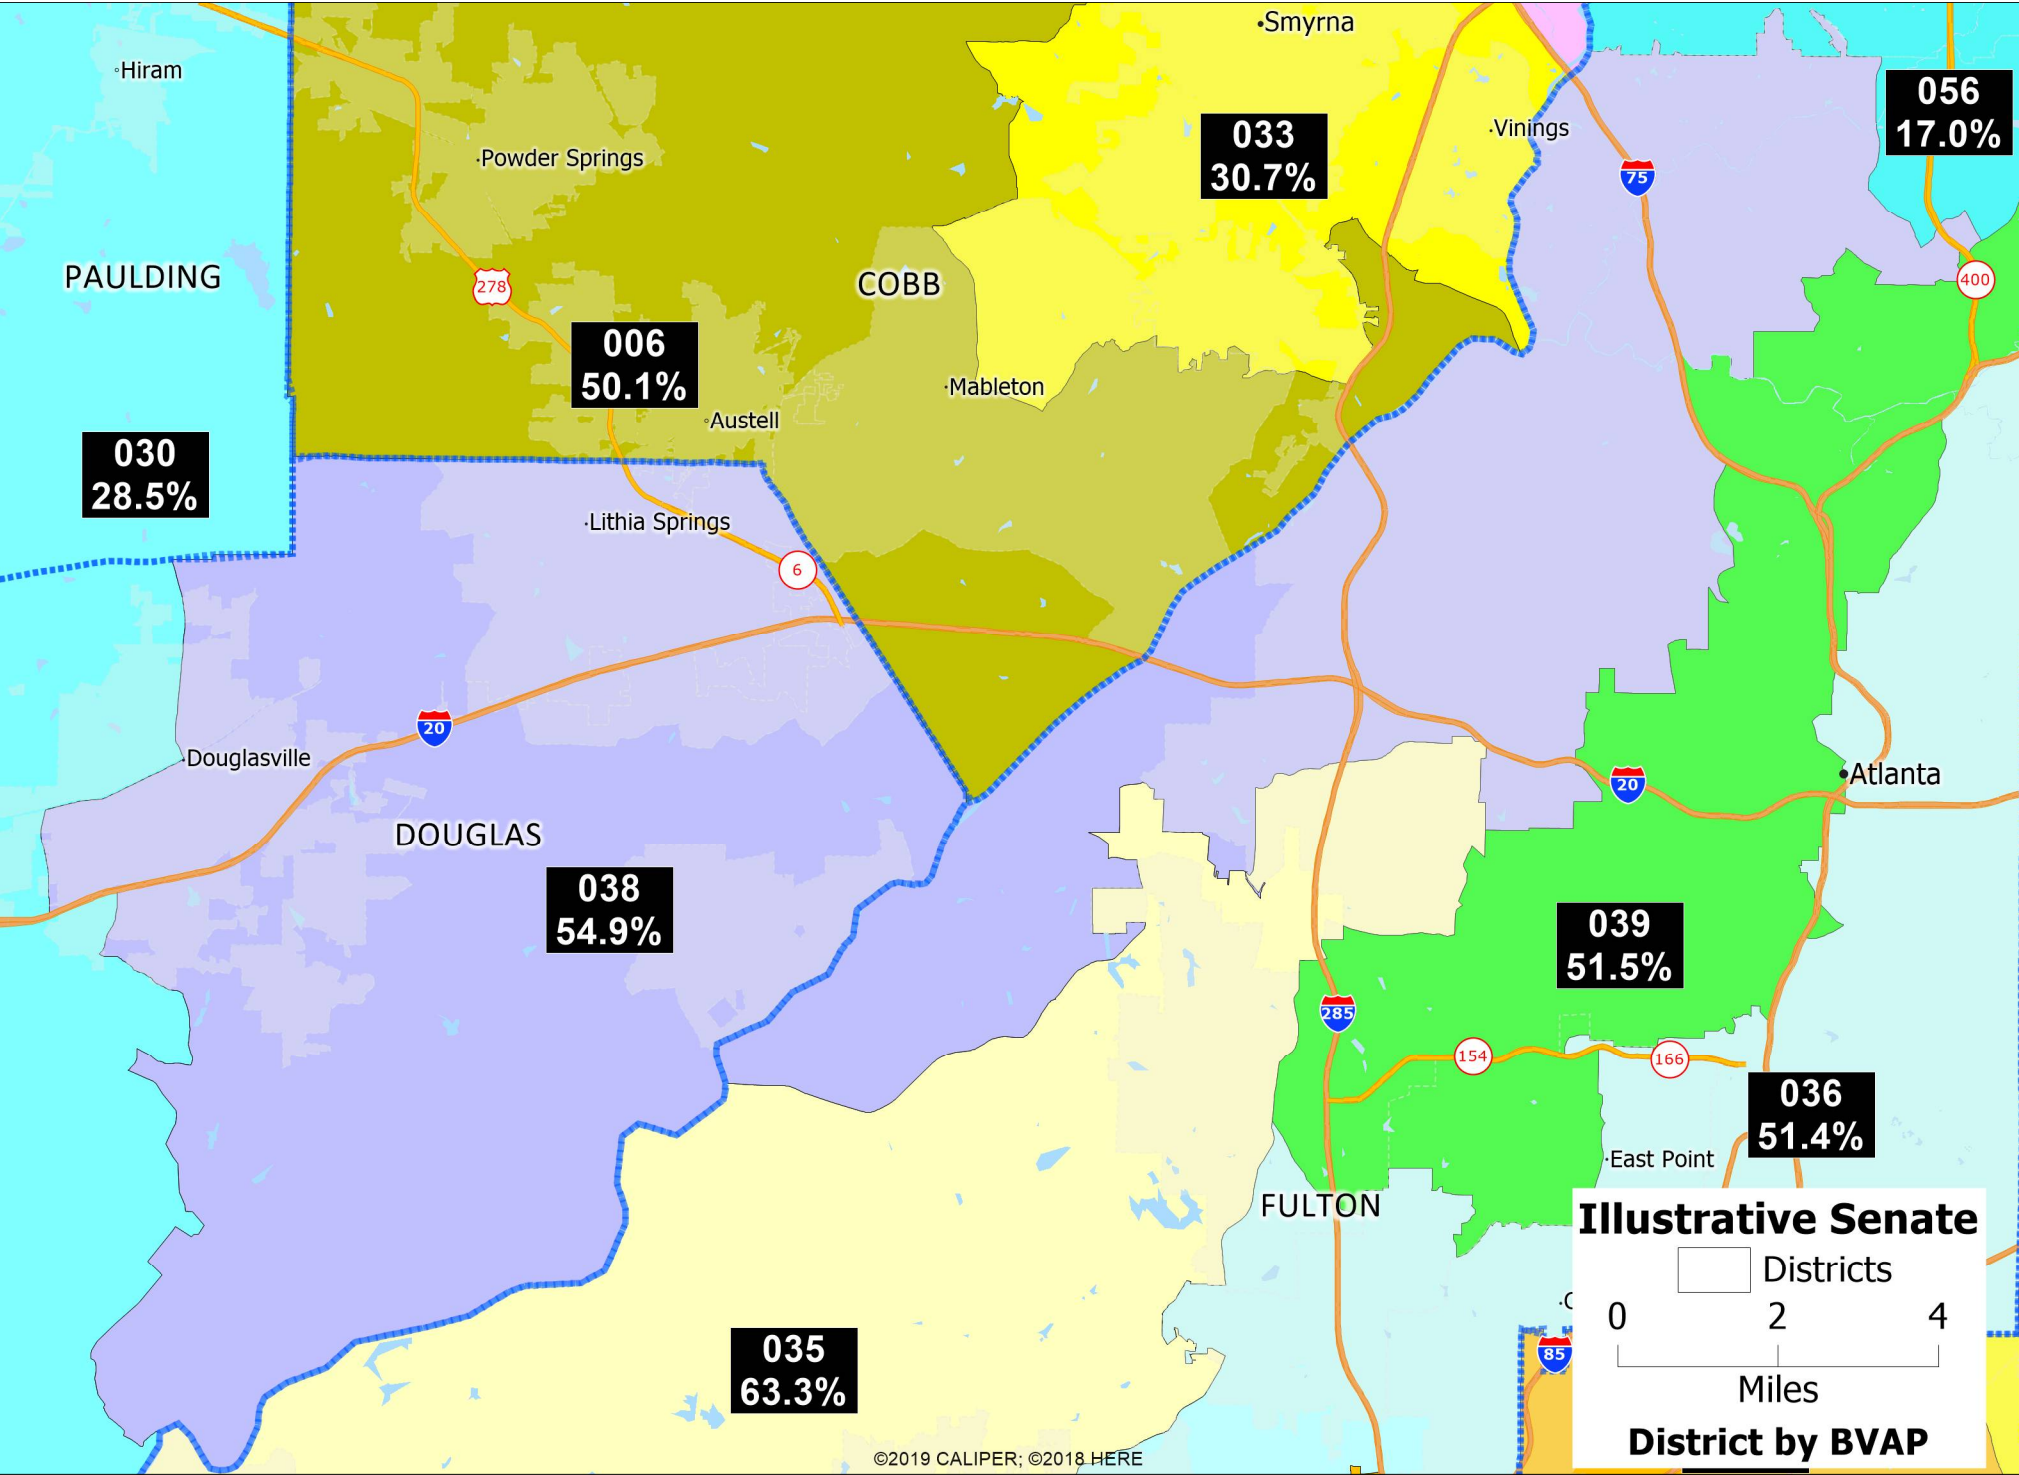 Smyrna
Hiram
056
17.0%
033
30.7%
Vinings
Powder Springs
75
PAULDING
COBB
278
400
006
50.1%
Mableton
Austell
030
28.5%
Lithia Springs
6
20
Douglasville
20
Atlanta
DOUGLAS
038
54.9%
039
51.5%
285
154
166
036
51.4%
East Point
FULTON
Illustrative Senate
Districts
0 2 4
Miles
District by BVAP
85
035
63.3%
©2019 CALIPER; ©2018 HERE